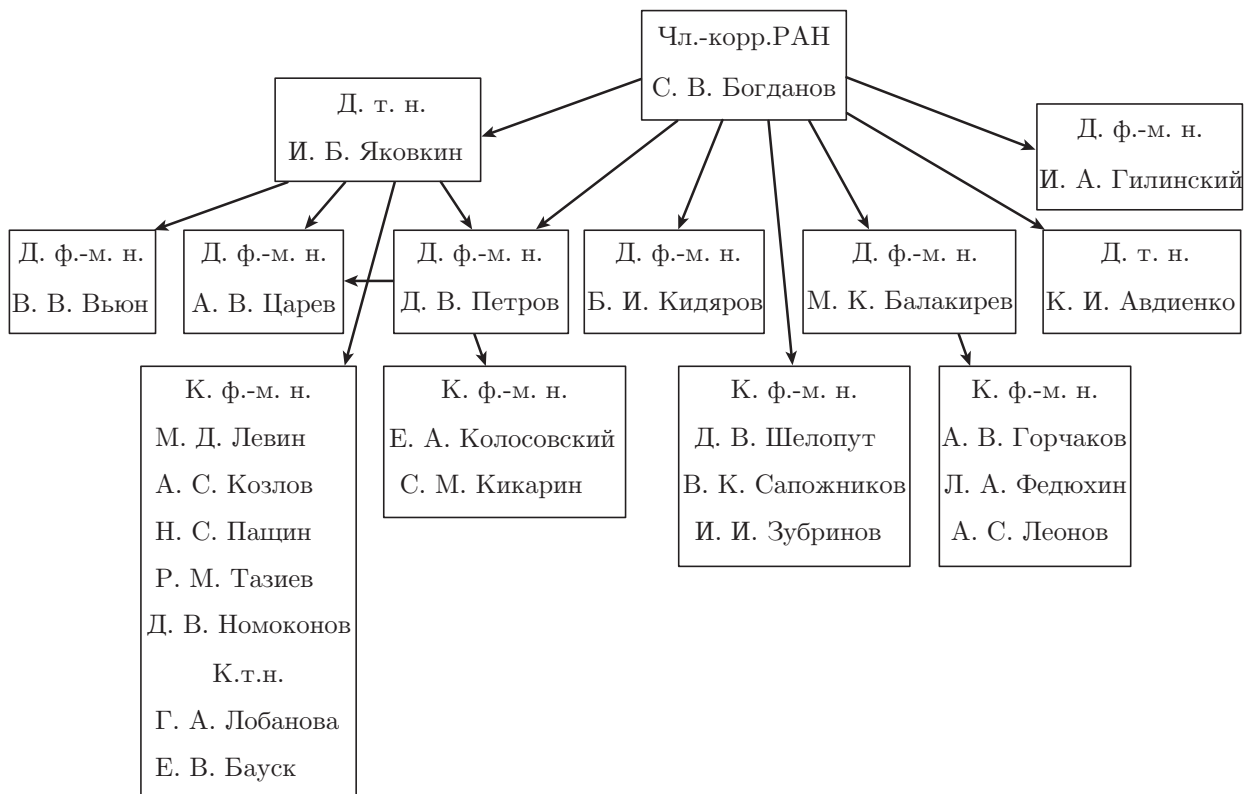 Чл.-корр.РАН
С. В. Богданов
Д. т. н.
И. Б. Яковкин
Д. ф.-м. н.
И. А. Гилинский
Д. ф.-м. н.
В. В. Вьюн
Д. ф.-м. н.
А. В. Царев
Д. ф.-м. н.
Д. В. Петров
Д. ф.-м. н.
Б. И. Кидяров
Д. ф.-м. н.
М. К. Балакирев
Д. т. н.
К. И. Авдиенко
К. ф.-м. н.
М. Д. Левин
А. С. Козлов
Н. С. Пащин
Р. М. Тазиев
Д. В. Номоконов
К.т.н.
Г. А. Лобанова
Е. В. Бауск
К. ф.-м. н.
Е. А. Колосовский
С. М. Кикарин
К. ф.-м. н.
Д. В. Шелопут
В. К. Сапожников
И. И. Зубринов
К. ф.-м. н.
А. В. Горчаков
Л. А. Федюхин
А. С. Леонов